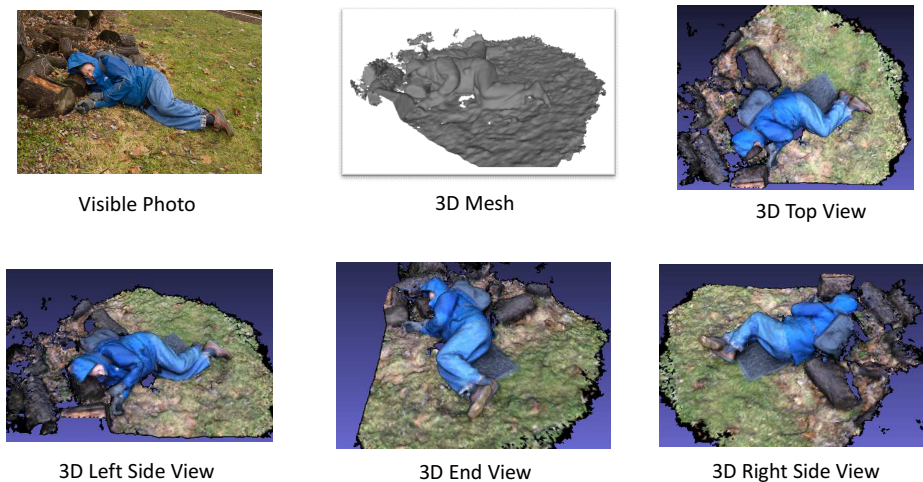 Visible Photo
3D Mesh
3D Top View
3D Left Side View
3D End View
3D Right Side View